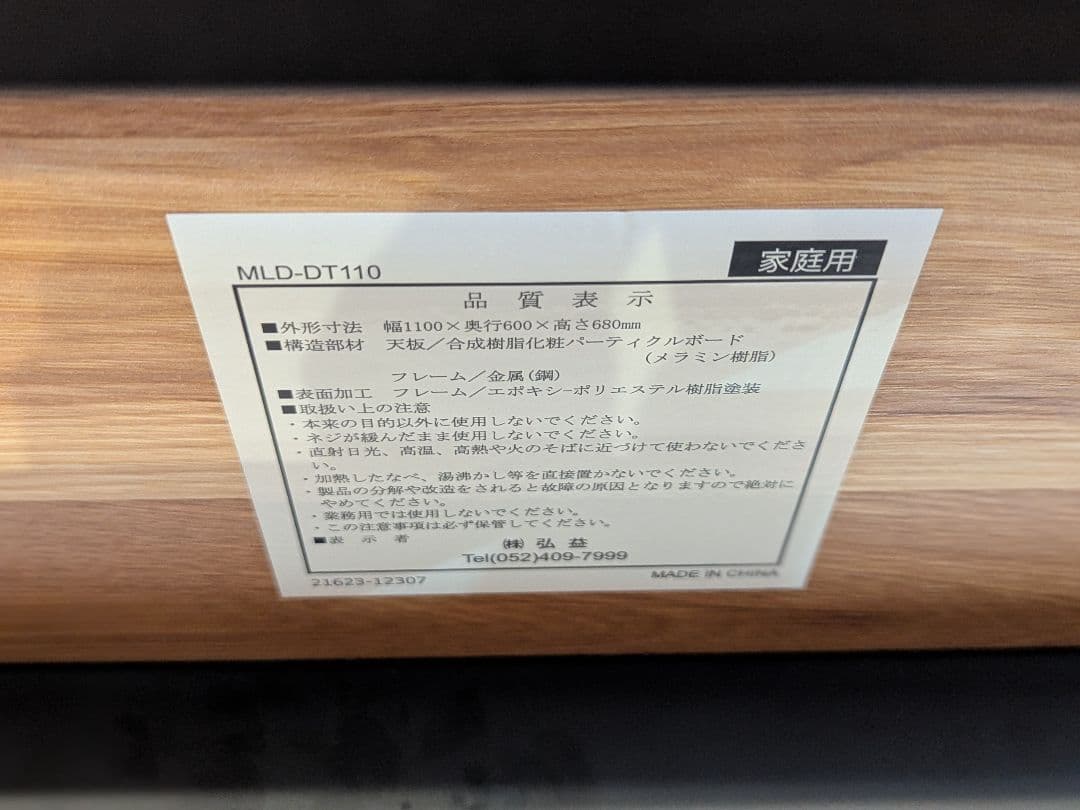 MLD-DT110
家庭用
品 質 表 示
■外形寸法 幅1100×奥行600×高さ680mm
■構造部材 天板／合成樹脂化粧パーティクルボード
(メラミン樹脂)
フレーム／金属(鋼)
■表面加工 フレーム／エポキシ-ポリエステル樹脂塗装
■取扱い上の注意
・本来の目的以外に使用しないでください。
・ネジが緩んだまま使用しないでください。
・直射日光、高温、高熱や火のそばに近づけて使わないでくださ
い。
・加熱したなべ、湯沸かし等を直接置かないでください。
・製品の分解や改造をされると故障の原因となりますので絶対に
やめてください。
・業務用では使用しないでください。
・この注意事項は必ず保管してください。
■表 示 者 ㈱ 弘 益
Tel(052)409-7999
21623-12307
MADE IN CHINA